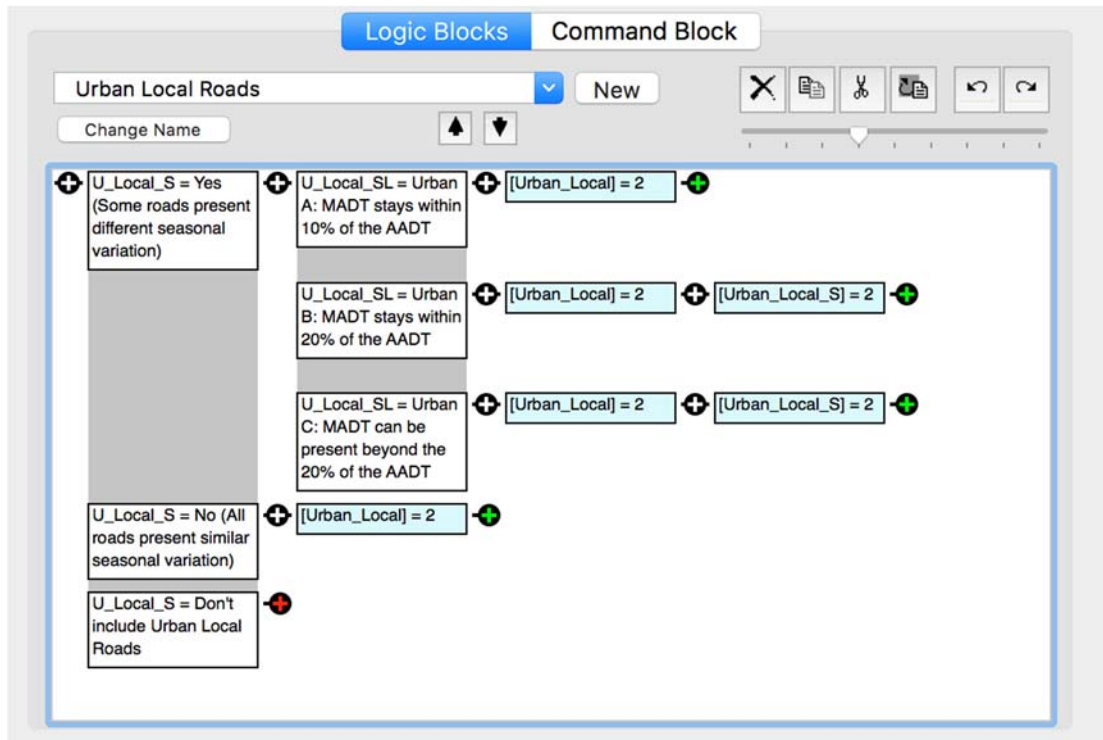 Logic Blocks Command Block
Urban Local Roads
New
Change Name
U_Local_S = Yes
(Some roads present
different seasonal
variation)
U_Local_SL = Urban
A: MADT stays within
10% of the AADT
[Urban_Local] = 2
U_Local_SL = Urban
B: MADT stays within
20% of the AADT
[Urban_Local] = 2
[Urban_Local_S] = 2
U_Local_SL = Urban
C: MADT can be
present beyond the
20% of the AADT
[Urban_Local] = 2
[Urban_Local_S] = 2
U_Local_S = No (All
roads present similar
seasonal variation)
[Urban_Local] = 2
U_Local_S = Don't
include Urban Local
Roads